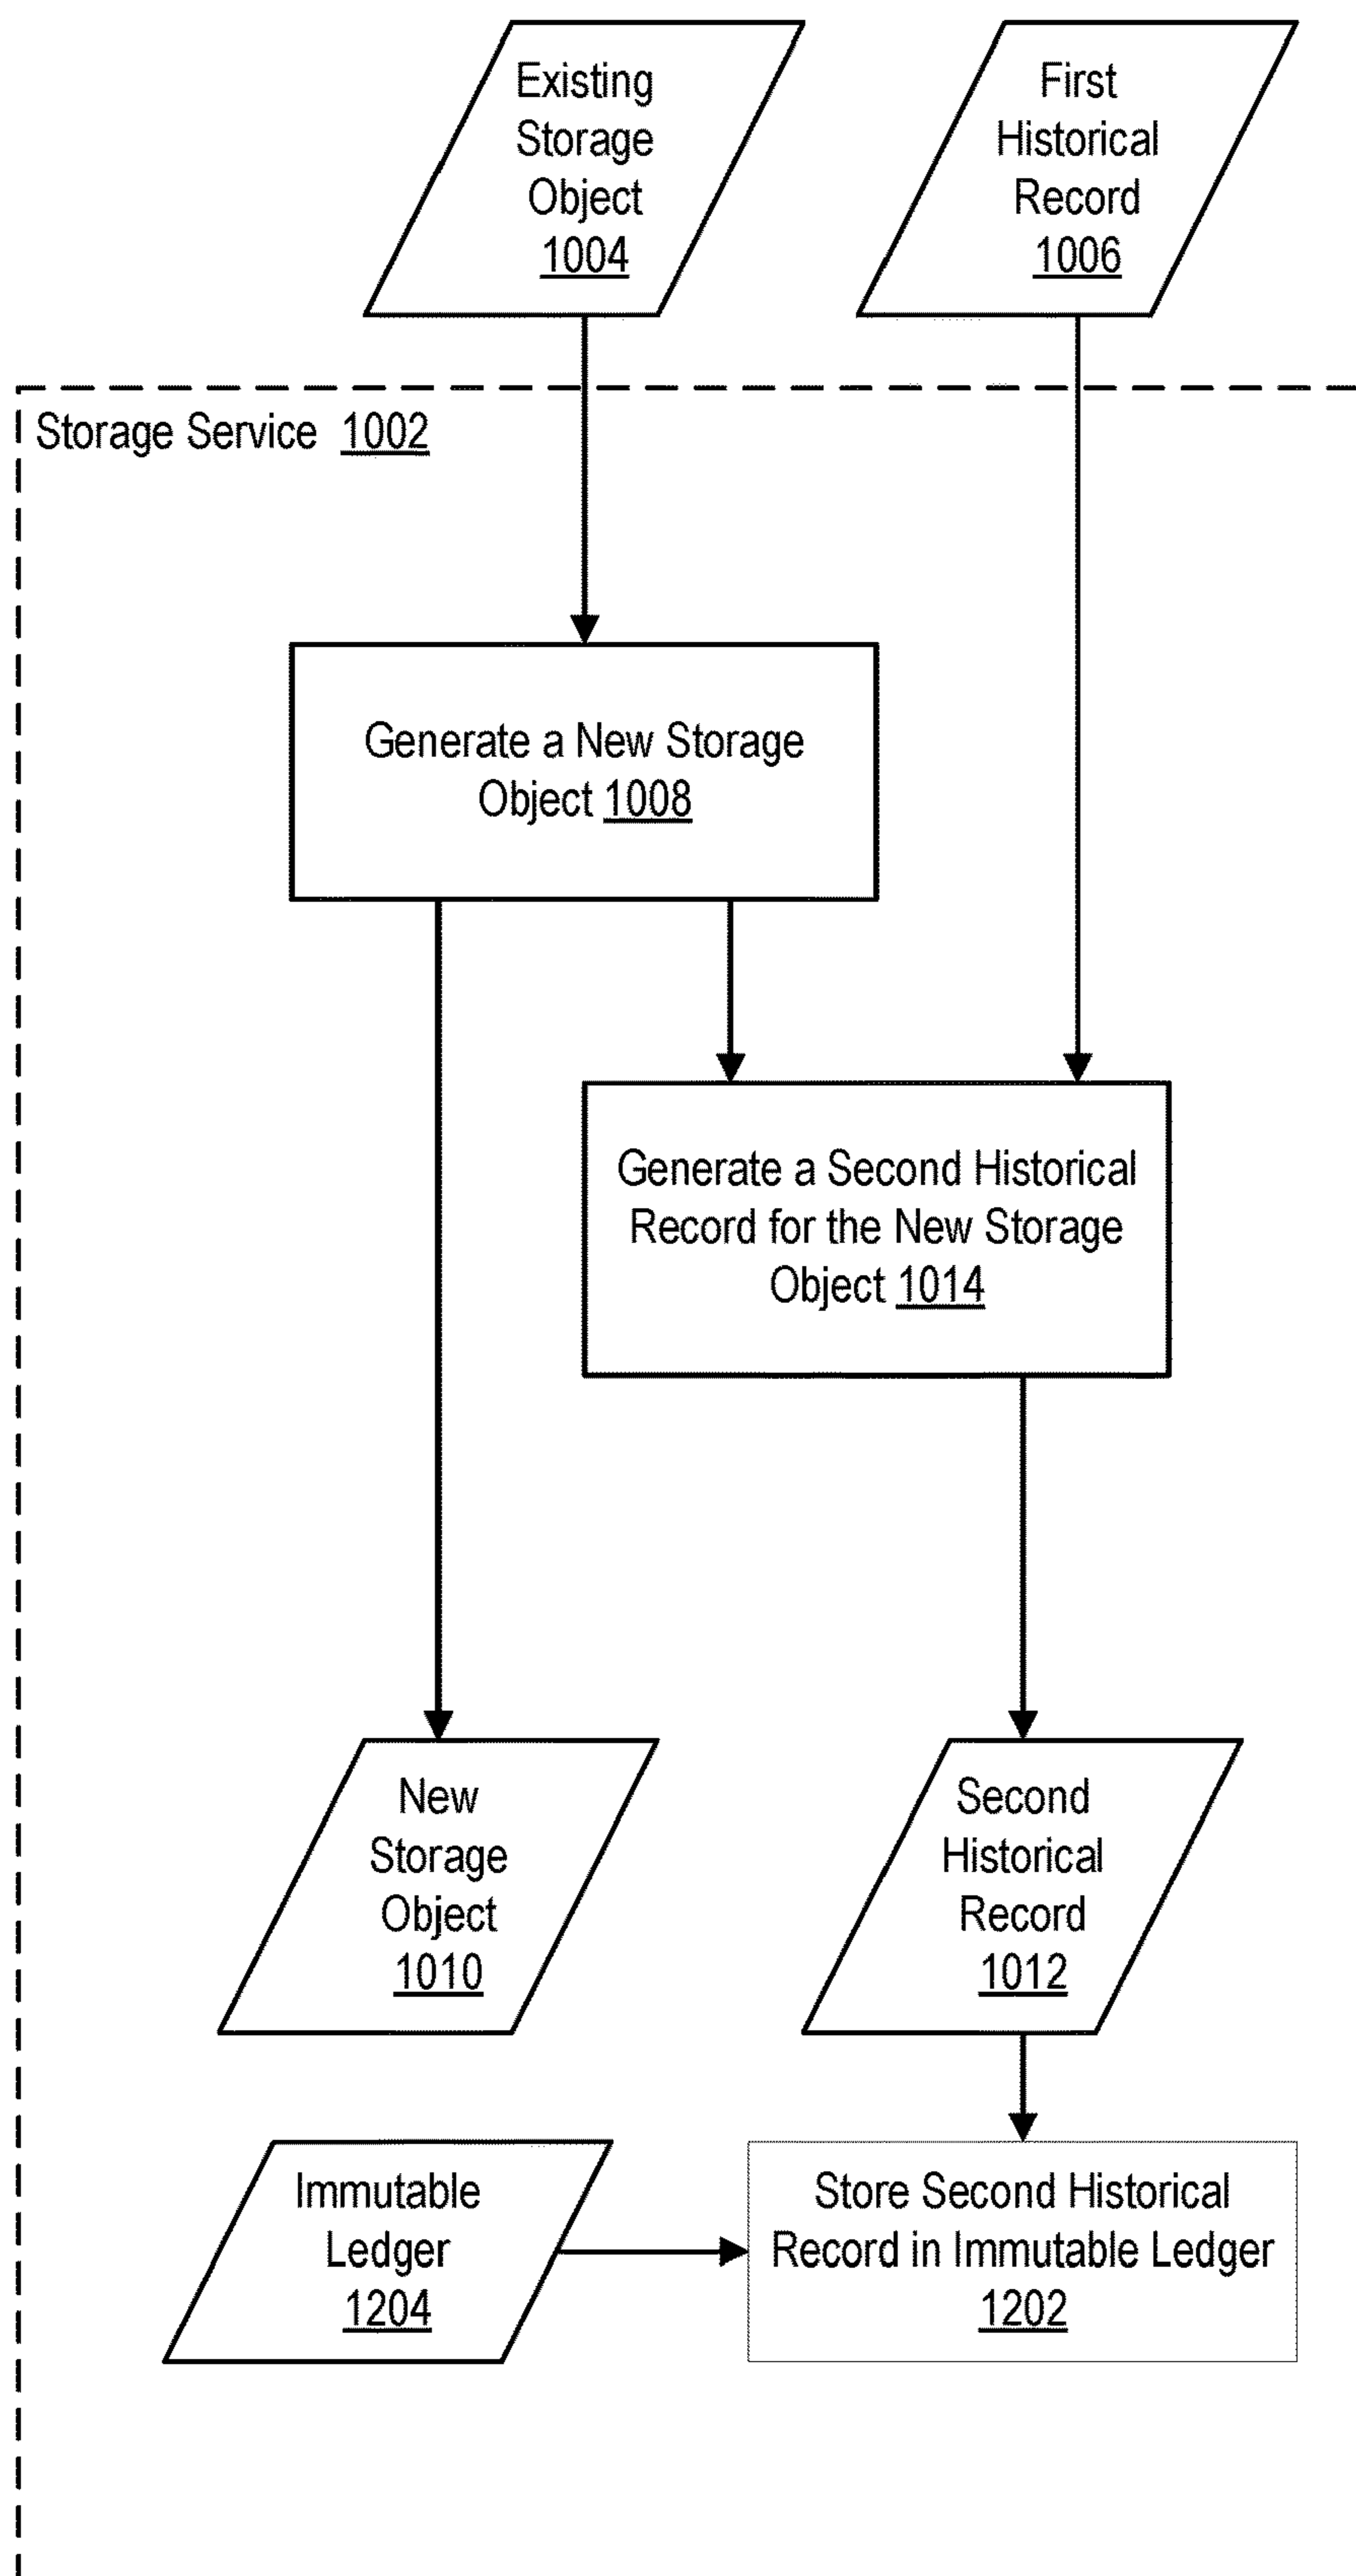 Existing
Storage
Object
1004
First
Historical
Record
1006
Storage Service 1002
Generate a New Storage
Object 1008
Generate a Second Historical
Record for the New Storage
Object 1014
New
Storage
Object
1010
Second
Historical
Record
1012
Immutable
Ledger
1204
Store Second Historical
Record in Immutable Ledger
1202